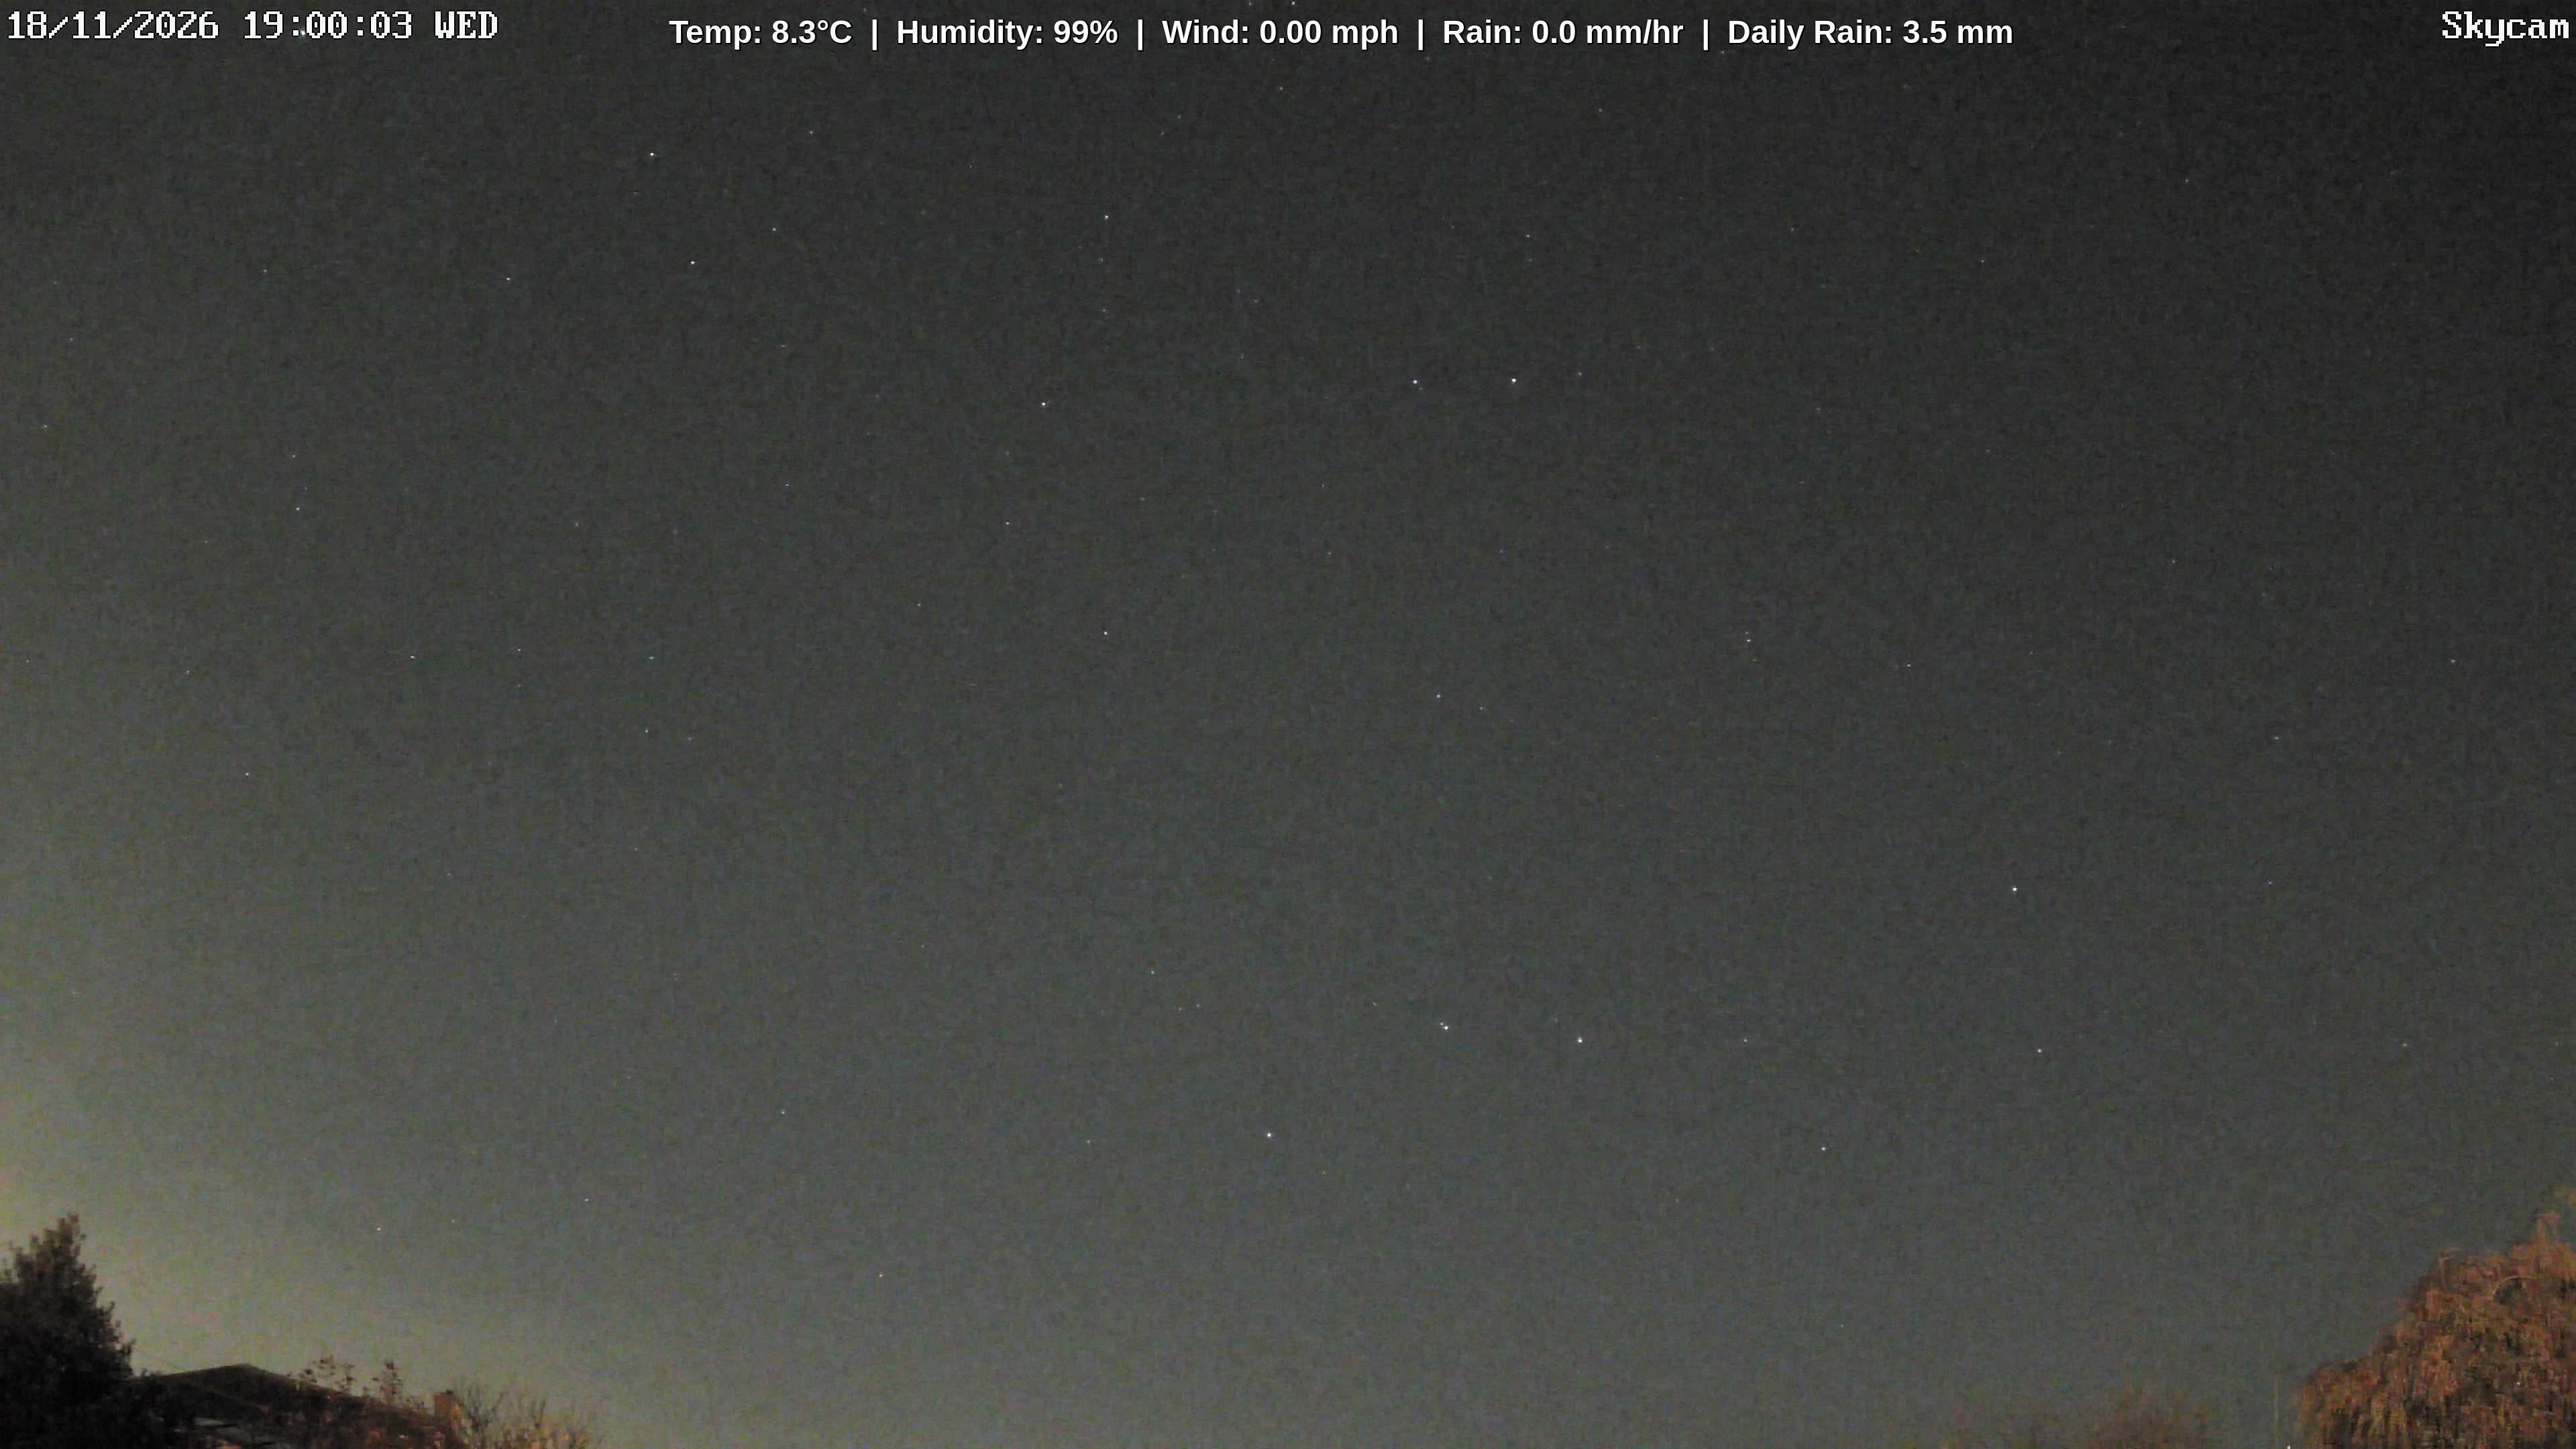 18/11/2026 19:00:03 WED
Temp: 8.3°C | Humidity: 99% | Wind: 0.00 mph | Rain: 0.0 mm/hr | Daily Rain: 3.5 mm
Skycam